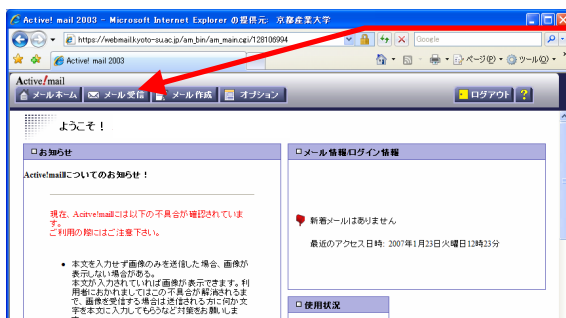 Active! mail 2003 - Microsoft Internet Explorer の提供元: 京都産業大学
https://webmail.kyoto-su.ac.jp/am_bin/am_main.cgi/128106994
Google
Active! mail 2003
ページ(P)
ツール(O)
Active!mail
メールホーム
メール受信
メール作成
オプション
ログアウト
?
ようこそ！
お知らせ
Active!mailについてのお知らせ！
現在、Acitve!mailには以下の不具合が確認されていま
す。
ご利用の際にはご注意下さい。
• 本文を入力せず画像のみを送信した場合、画像が
表示しない場合がある。
本文が入力されていれば画像が表示できます。利
用者におかれましてはこの不具合が解消されるま
で、画像を受信する場合は送信される方に何か文
字を本文に入力してもらうなど対策をお願いしま
す。
メール情報/ログイン情報
新着メールはありません
最近のアクセス日時: 2007年1月23日火曜日12時23分
使用状況